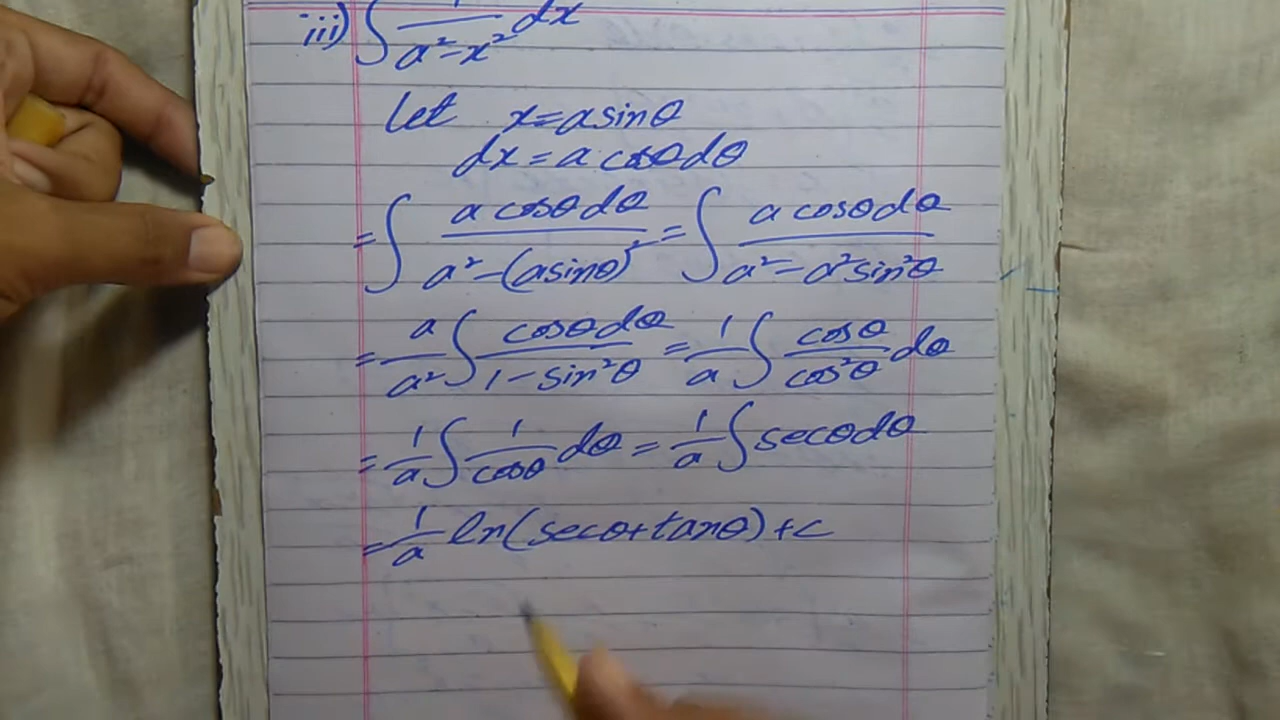 iii) ∫ 1/(a²-x²) dx
Let x = a sinθ
dx = a cosθ dθ
= ∫ a cosθ dθ / (a² - (a sinθ)²) = ∫ a cosθ dθ / (a² - a² sin²θ)
= a/a² ∫ cosθ dθ / (1 - sin²θ) = 1/a ∫ cosθ/cos²θ dθ
= 1/a ∫ 1/cosθ dθ = 1/a ∫ secθ dθ
= 1/a ln(secθ + tanθ) + c